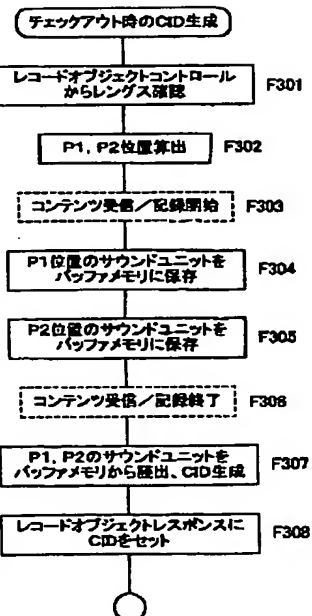 チェックアウト時のCID生成
レコードオブジェクトコントロール
からレングス確認
F301
P1, P2位置算出
F302
コンテンツ受信/記録開始
F303
P1位置のサウンドユニットを
バッファメモリに保存
F304
P2位置のサウンドユニットを
バッファメモリに保存
F305
コンテンツ受信/記録終了
F306
P1, P2のサウンドユニットを
バッファメモリから読出、CID生成
F307
レコードオブジェクトレスポンスに
CIDをセット
F308